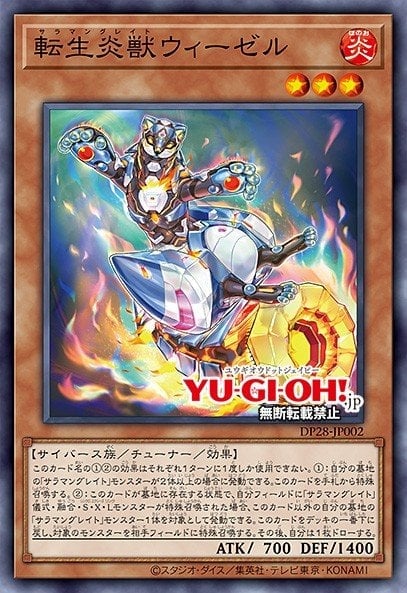 サラマングレイト
転生炎獣ウィーゼル
ほのお
炎
ユウギオウドットジェイピー
YU-GI-OH!.jp
無断転載禁止
DP28-JP002
【サイバース族／チューナー／効果】
このカード名の①②の効果はそれぞれ1ターンに1度しか使用できない。①：自分の墓地
の「サラマングレイト」モンスターが2体以上の場合に発動できる。このカードを手札から特殊
召喚する。②：このカードが墓地に存在する状態で、自分フィールドに「サラマングレイト」
儀式・融合・S・X・Lモンスターが特殊召喚された場合、このカード以外の自分の墓地
の「サラマングレイト」モンスター1体を対象として発動できる。このカードをデッキの一番下に
戻し、対象のモンスターを相手フィールドに特殊召喚する。その後、自分は1枚ドローする。
ATK/ 700 DEF/1400
©スタジオ・ダイス／集英社・テレビ東京・KONAMI